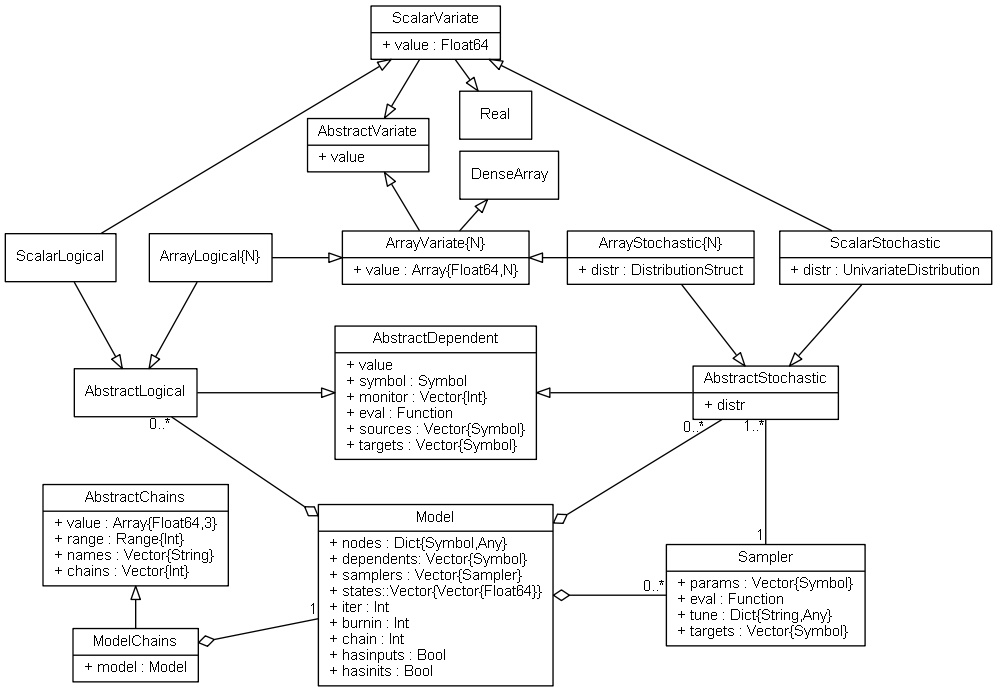 ScalarVariate
+ value : Float64
Real
AbstractVariate
+ value
DenseArray
ScalarLogical
ArrayLogical{N}
ArrayVariate{N}
+ value : Array{Float64,N}
ArrayStochastic{N}
+ distr : DistributionStruct
ScalarStochastic
+ distr : UnivariateDistribution
AbstractDependent
+ value
+ symbol : Symbol
+ monitor : Vector{Int}
+ eval : Function
+ sources : Vector{Symbol}
+ targets : Vector{Symbol}
AbstractLogical
0..*
AbstractStochastic
+ distr
0..*
1..*
AbstractChains
+ value : Array{Float64,3}
+ range : Range{Int}
+ names : Vector{String}
+ chains : Vector{Int}
Model
+ nodes : Dict{Symbol,Any}
+ dependents: Vector{Symbol}
+ samplers : Vector{Sampler}
+ states::Vector{Vector{Float64}}
+ iter : Int
+ burnin : Int
+ chain : Int
+ hasinputs : Bool
+ hasinits : Bool
1
Sampler
+ params : Vector{Symbol}
+ eval : Function
+ tune : Dict{String,Any}
+ targets : Vector{Symbol}
0..*
1
ModelChains
+ model : Model